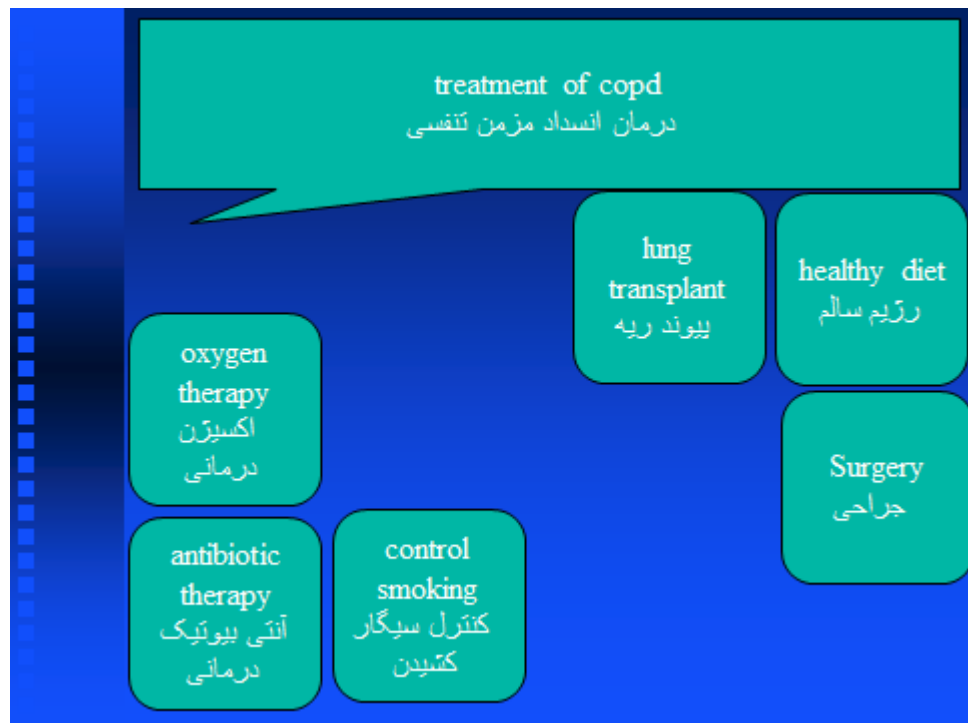 treatment of copd
درمان انسداد مزمن تنفسی
lung
transplant
پیوند ریه
healthy diet
رژیم سالم
oxygen
therapy
اکسیژن
درمانی
Surgery
جراحی
antibiotic
therapy
آنتی بیوتیک
درمانی
control
smoking
کنترل سیگار
کشیدن